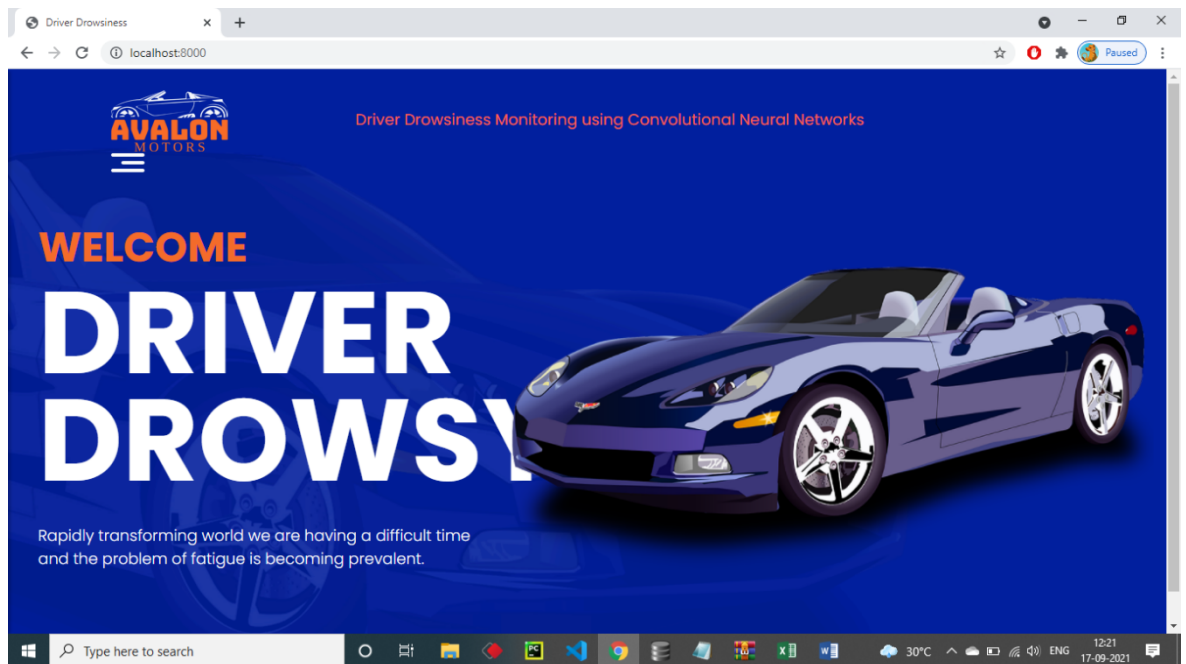 Driver Drowsiness
localhost:8000
Paused
AVALON
MOTORS
Driver Drowsiness Monitoring using Convolutional Neural Networks
WELCOME
DRIVER
DROWSY
Rapidly transforming world we are having a difficult time
and the problem of fatigue is becoming prevalent.
Type here to search
PC
30°C
ENG
12:21
17-09-2021